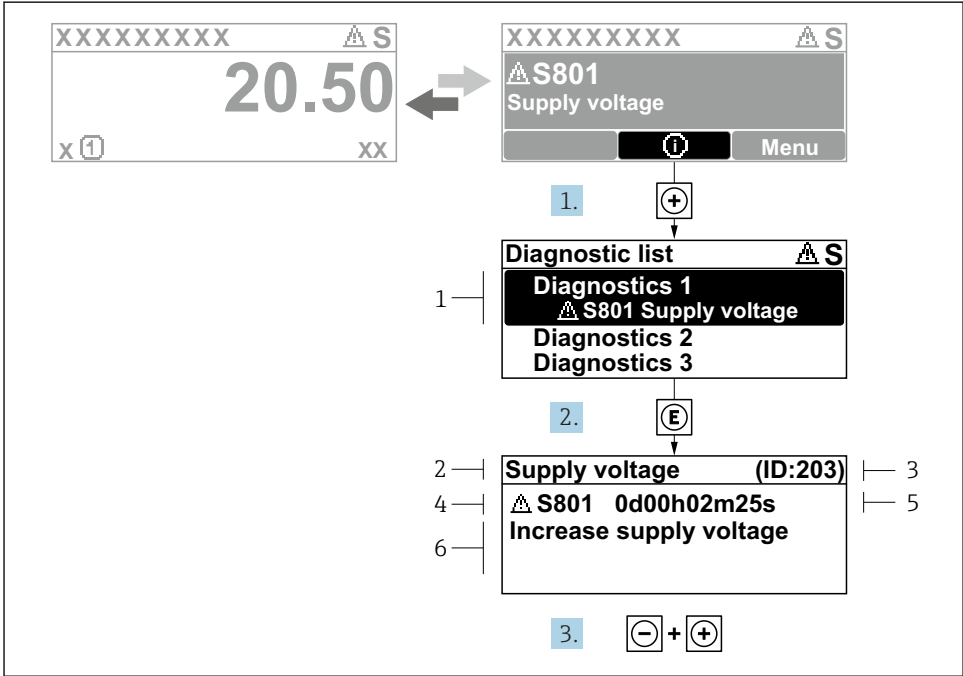 XXXXXXXXX ⚠ S
20.50
x ① xx
XXXXXXXXX ⚠ S
⚠ S801
Supply voltage
ⓘ Menu
1. +
Diagnostic list ⚠ S
1
Diagnostics 1
⚠ S801 Supply voltage
Diagnostics 2
Diagnostics 3
2. E
2 Supply voltage (ID:203) 3
4 ⚠ S801 0d00h02m25s 5
6 Increase supply voltage
3. − + +